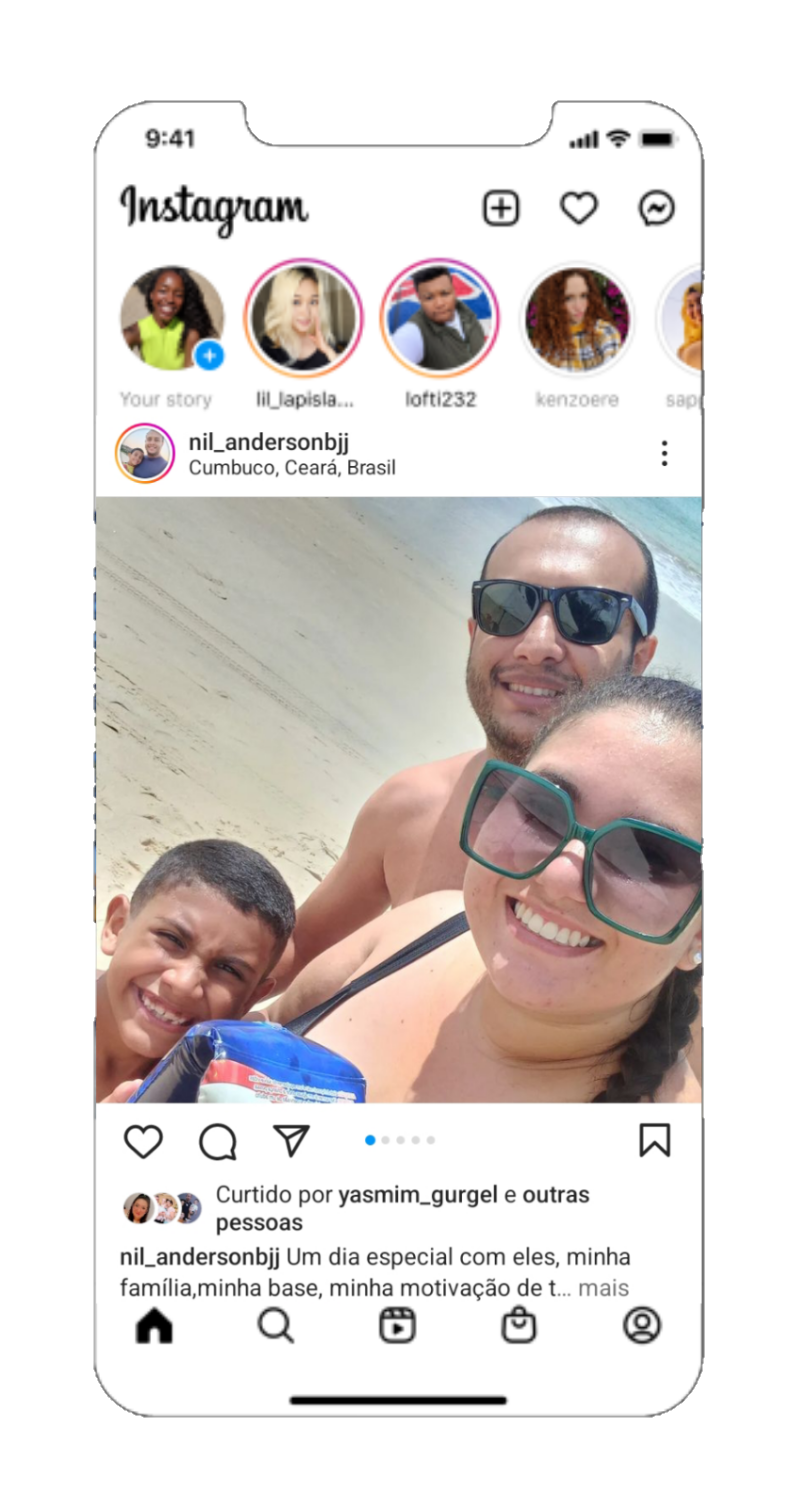 9:41
Instagram
Your story
lil_lapisla...
lofti232
kenzoere
sapp
nil_andersonbjj
Cumbuco, Ceará, Brasil
Curtido por yasmim_gurgel e outras
pessoas
nil_andersonbjj Um dia especial com eles, minha
família,minha base, minha motivação de t... mais